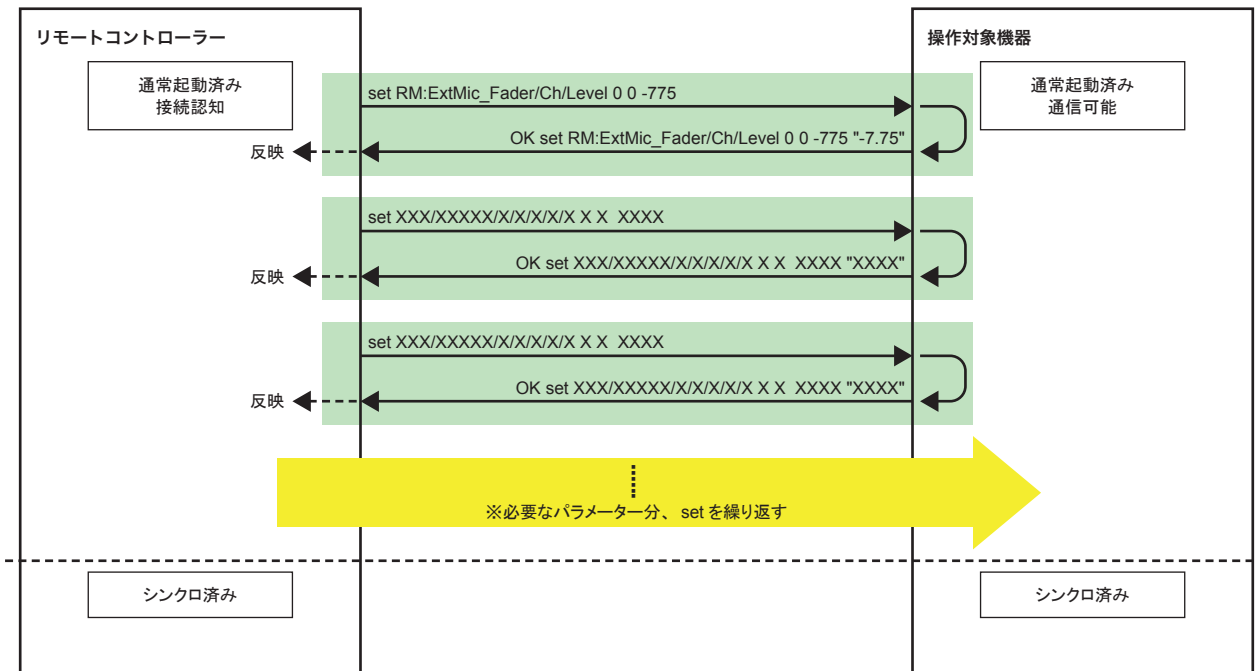 リモートコントローラー
操作対象機器
通常起動済み
接続認知
通常起動済み
通信可能
set RM:ExtMic_Fader/Ch/Level 0 0 -775
OK set RM:ExtMic_Fader/Ch/Level 0 0 -775 "-7.75"
反映
set XXX/XXXXX/X/X/X/X/X X X  XXXX
OK set XXX/XXXXX/X/X/X/X/X X X  XXXX "XXXX"
反映
set XXX/XXXXX/X/X/X/X/X X X  XXXX
OK set XXX/XXXXX/X/X/X/X/X X X  XXXX "XXXX"
反映
※必要なパラメーター分、set を繰り返す
シンクロ済み
シンクロ済み